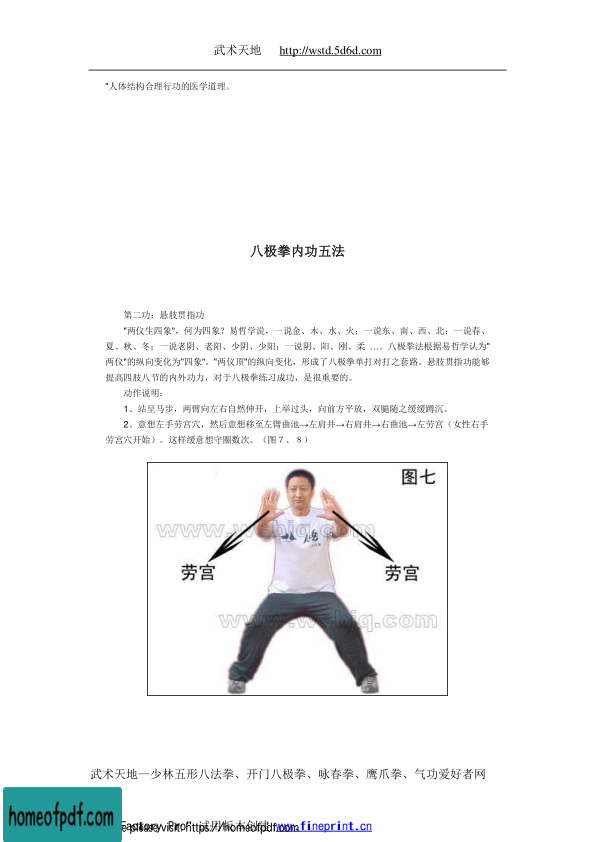 武术天地 http://wstd.5d6d.com
"人体结构合理行功的医学道理。
八极拳内功五法
第二功：悬肢贯指功
"两仪生四象"，何为四象？易哲学说，一说金、木、水、火；一说东、南、西、北；一说春、
夏、秋、冬；一说老阴、老阳、少阴、少阳；一说阴、阳、刚、柔 …。八极拳法根据易哲学认为"
两仪"的纵向变化为"四象"。"两仪顶"的纵向变化，形成了八极拳单打对打之套路。悬肢贯指功能够
提高四肢八节的内外功力，对于八极拳练习成功，是很重要的。
动作说明：
1、站呈马步，两臂向左右自然伸开，上举过头，向前方平放，双腿随之缓缓蹲沉。
2、意想左手劳宫穴，然后意想移至左臂曲池→左肩井→右肩井→右曲池→左劳宫（女性右手
劳宫穴开始）。这样缓意想守圈数次。（图７、８）
图七
www.wsbjq.com
劳宫
劳宫
www.wsbjq.com
武术天地—少林五形八法拳、开门八极拳、咏春拳、鹰爪拳、气功爱好者网
homeofpdf.com
Factory Pro" 试用版本创建 www.fineprint.cn
please visit: https://homeofpdf.com